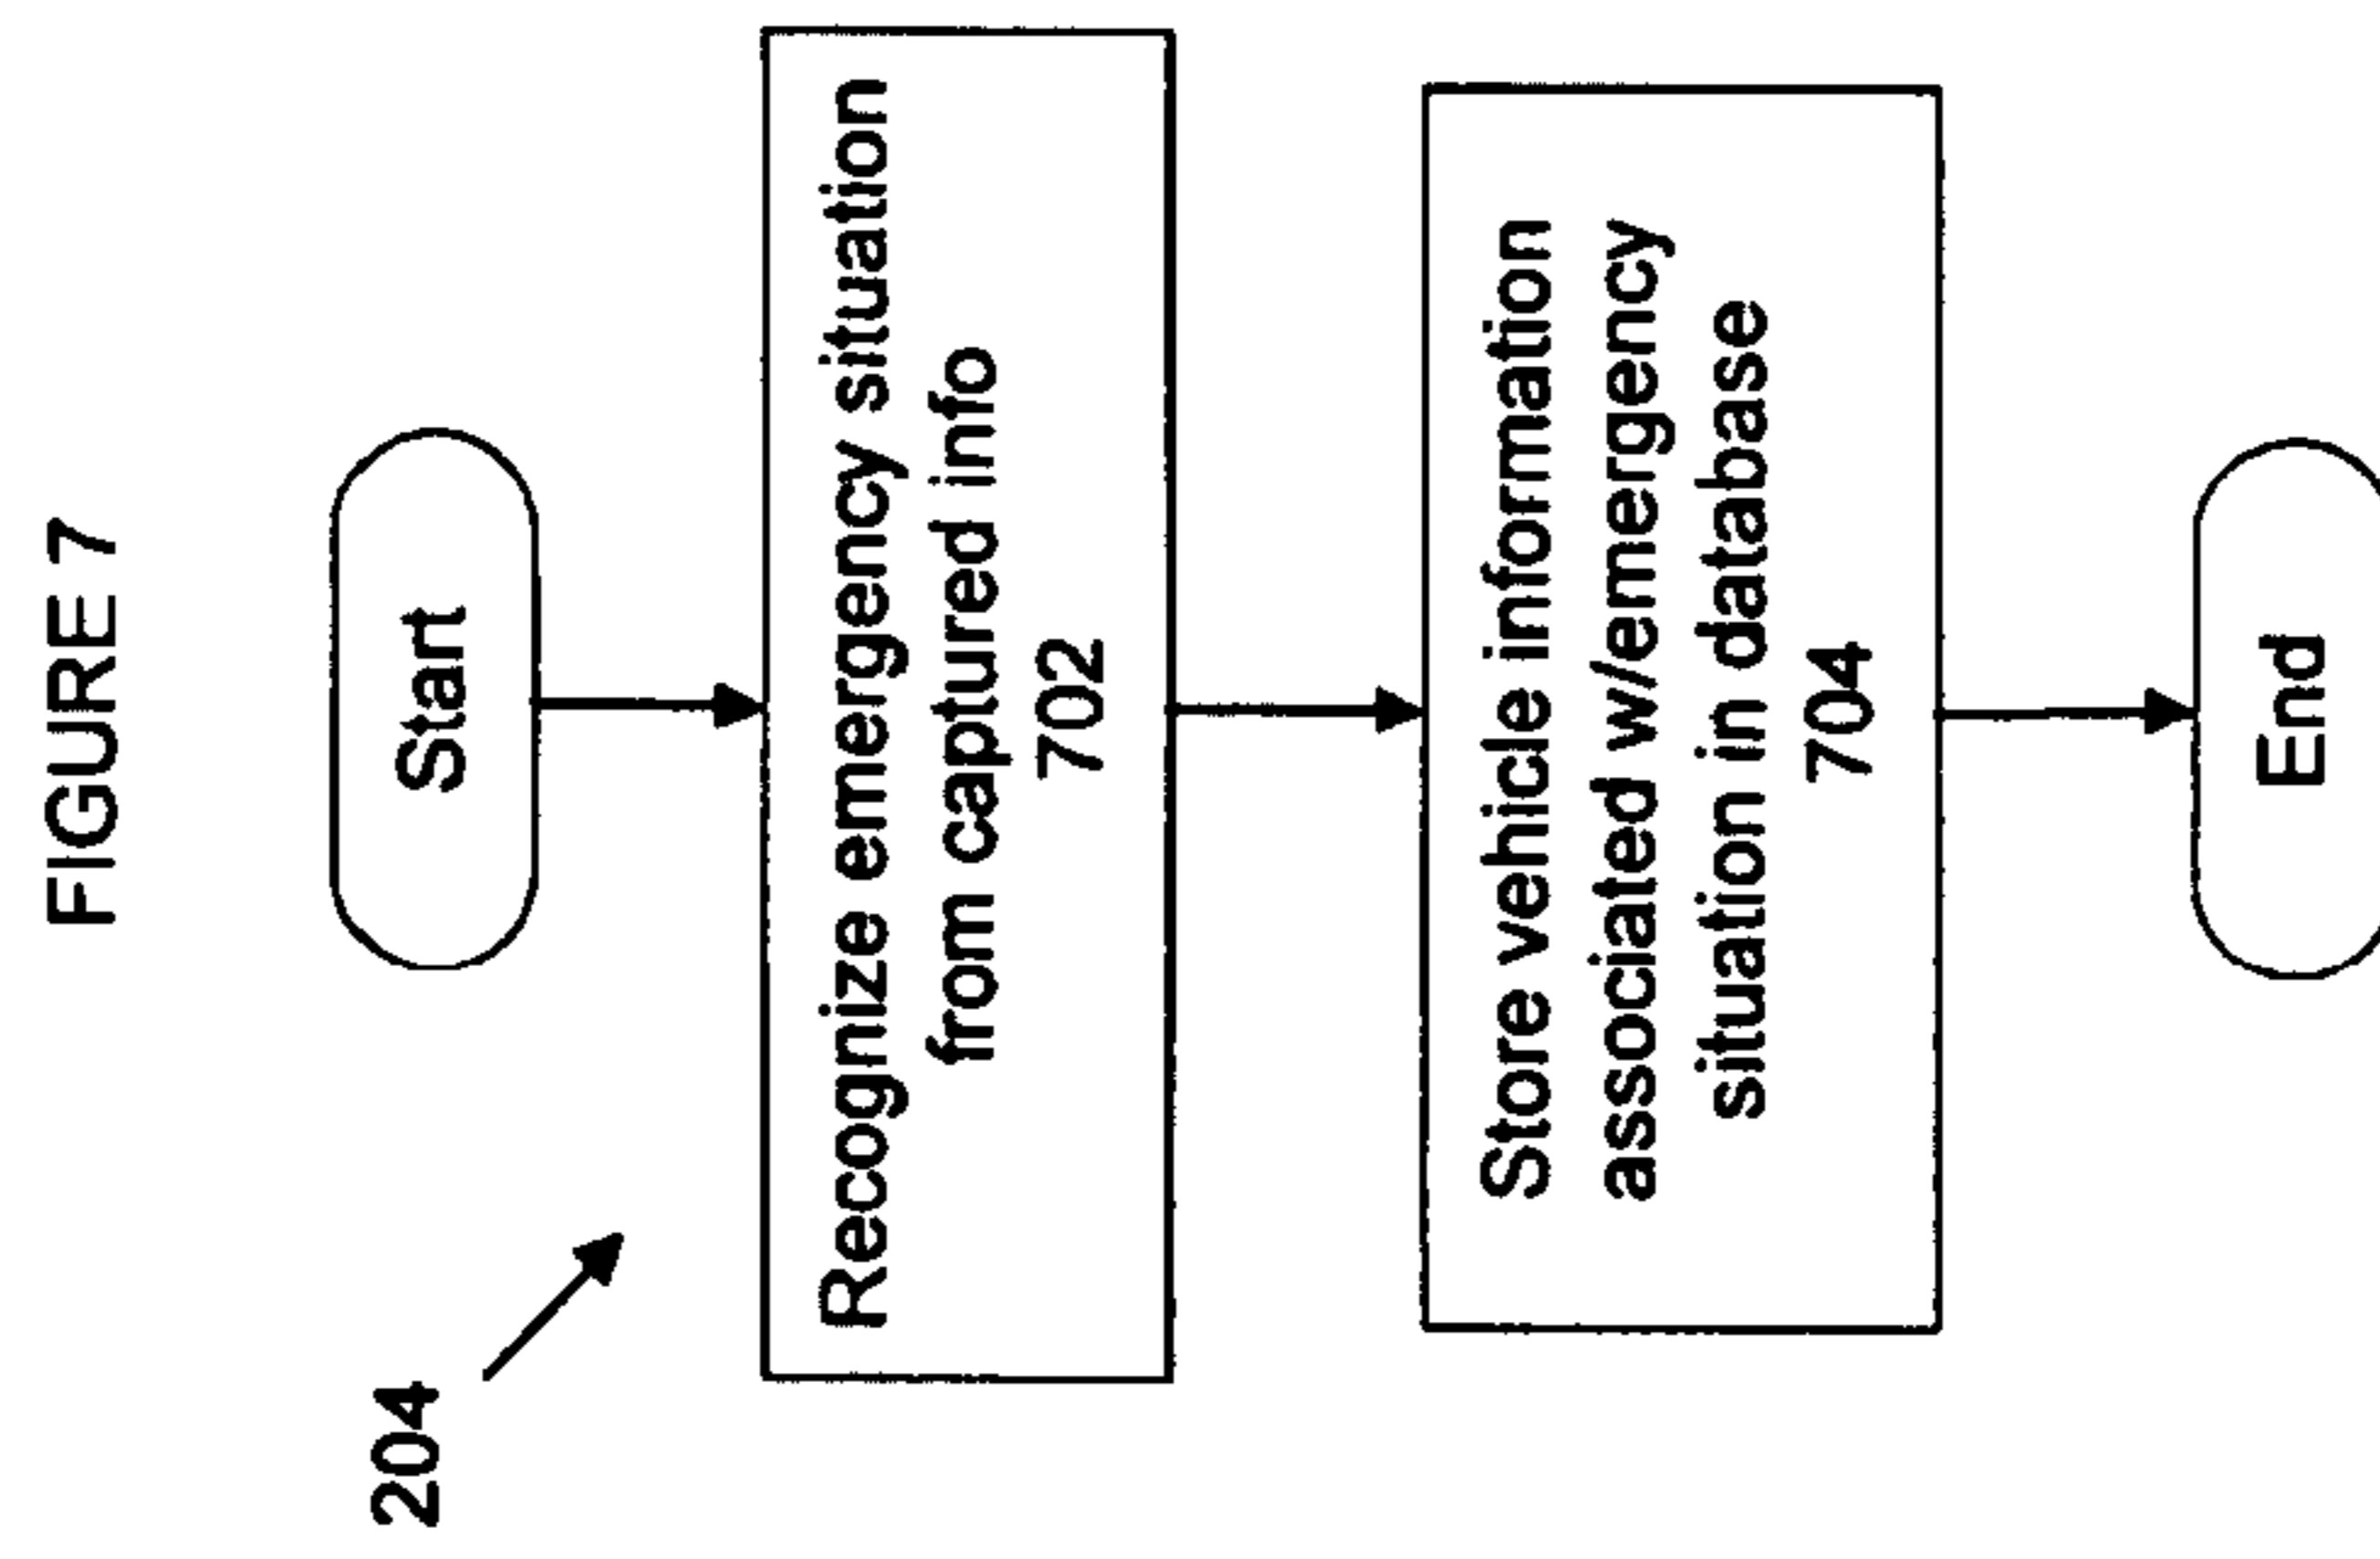 FIGURE 7
204
Start
Recognize emergency situation
from captured info
702
Store vehicle information
associated w/emergency
situation in database
704
End